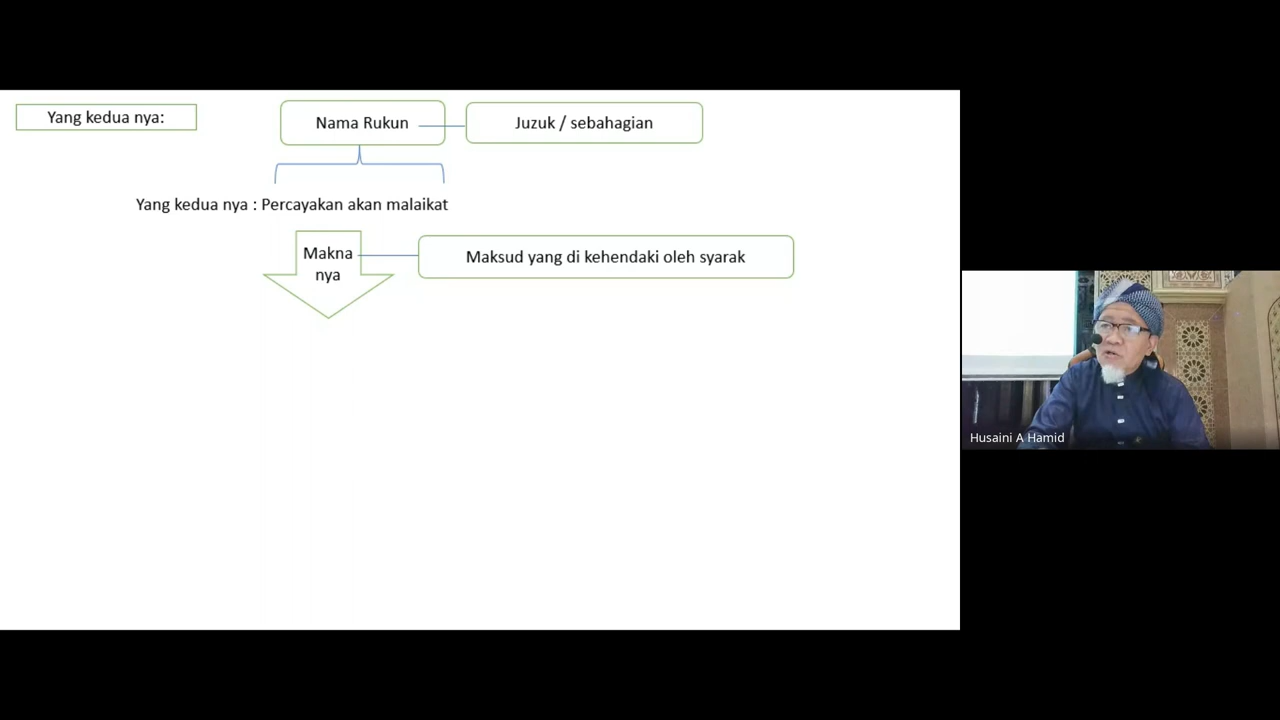 Yang kedua nya:
Nama Rukun
Juzuk / sebahagian
Yang kedua nya : Percayakan akan malaikat
Makna
nya
Maksud yang di kehendaki oleh syarak
Husaini A Hamid